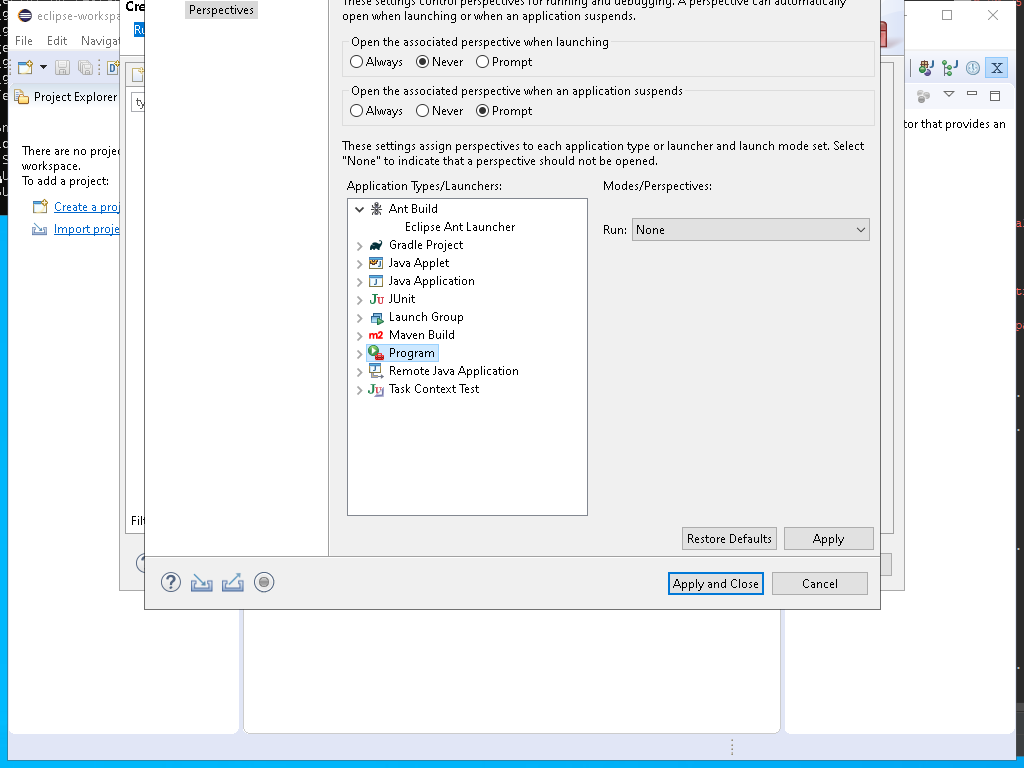 eclipse-workspa
Cre
Perspectives
These settings control perspectives for running and debugging. A perspective can automatically
open when launching or when an application suspends.
Ru
File Edit Navigat
Open the associated perspective when launching
Always Never Prompt
Open the associated perspective when an application suspends
Always Never Prompt
Project Explorer
ty
tor that provides an
There are no projec
workspace.
To add a project:
Create a proj
Import proje
These settings assign perspectives to each application type or launcher and launch mode set. Select
"None" to indicate that a perspective should not be opened.
Application Types/Launchers:
Modes/Perspectives:
Ant Build
Eclipse Ant Launcher
Gradle Project
Java Applet
Java Application
JUnit
Launch Group
Maven Build
Program
Remote Java Application
Task Context Test
Run: None
Filt
Restore Defaults Apply
Apply and Close Cancel